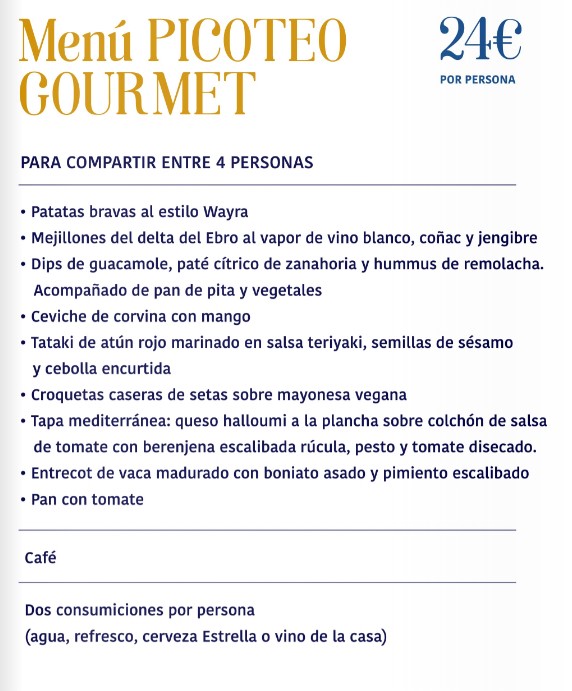 Menú PICOTEO
GOURMET
24€
POR PERSONA
PARA COMPARTIR ENTRE 4 PERSONAS
• Patatas bravas al estilo Wayra
• Mejillones del delta del Ebro al vapor de vino blanco, coñac y jengibre
• Dips de guacamole, paté cítrico de zanahoria y hummus de remolacha.
Acompañado de pan de pita y vegetales
• Ceviche de corvina con mango
• Tataki de atún rojo marinado en salsa teriyaki, semillas de sésamo
y cebolla encurtida
• Croquetas caseras de setas sobre mayonesa vegana
• Tapa mediterránea: queso halloumi a la plancha sobre colchón de salsa
de tomate con berenjena escalibada rúcula, pesto y tomate disecado.
• Entrecot de vaca madurado con boniato asado y pimiento escalibado
• Pan con tomate
Café
Dos consumiciones por persona
(agua, refresco, cerveza Estrella o vino de la casa)